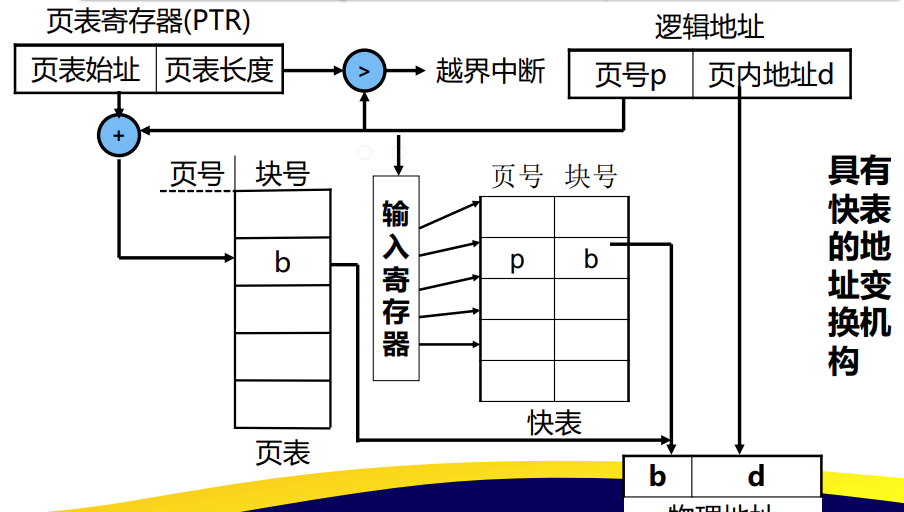 页表寄存器(PTR)
逻辑地址
页表始址 页表长度
>
越界中断
页号p 页内地址d
+
页号 块号
页号 块号
b
输入寄存器
p b
具有快表的地址变换机构
快表
页表
b d
物理地址